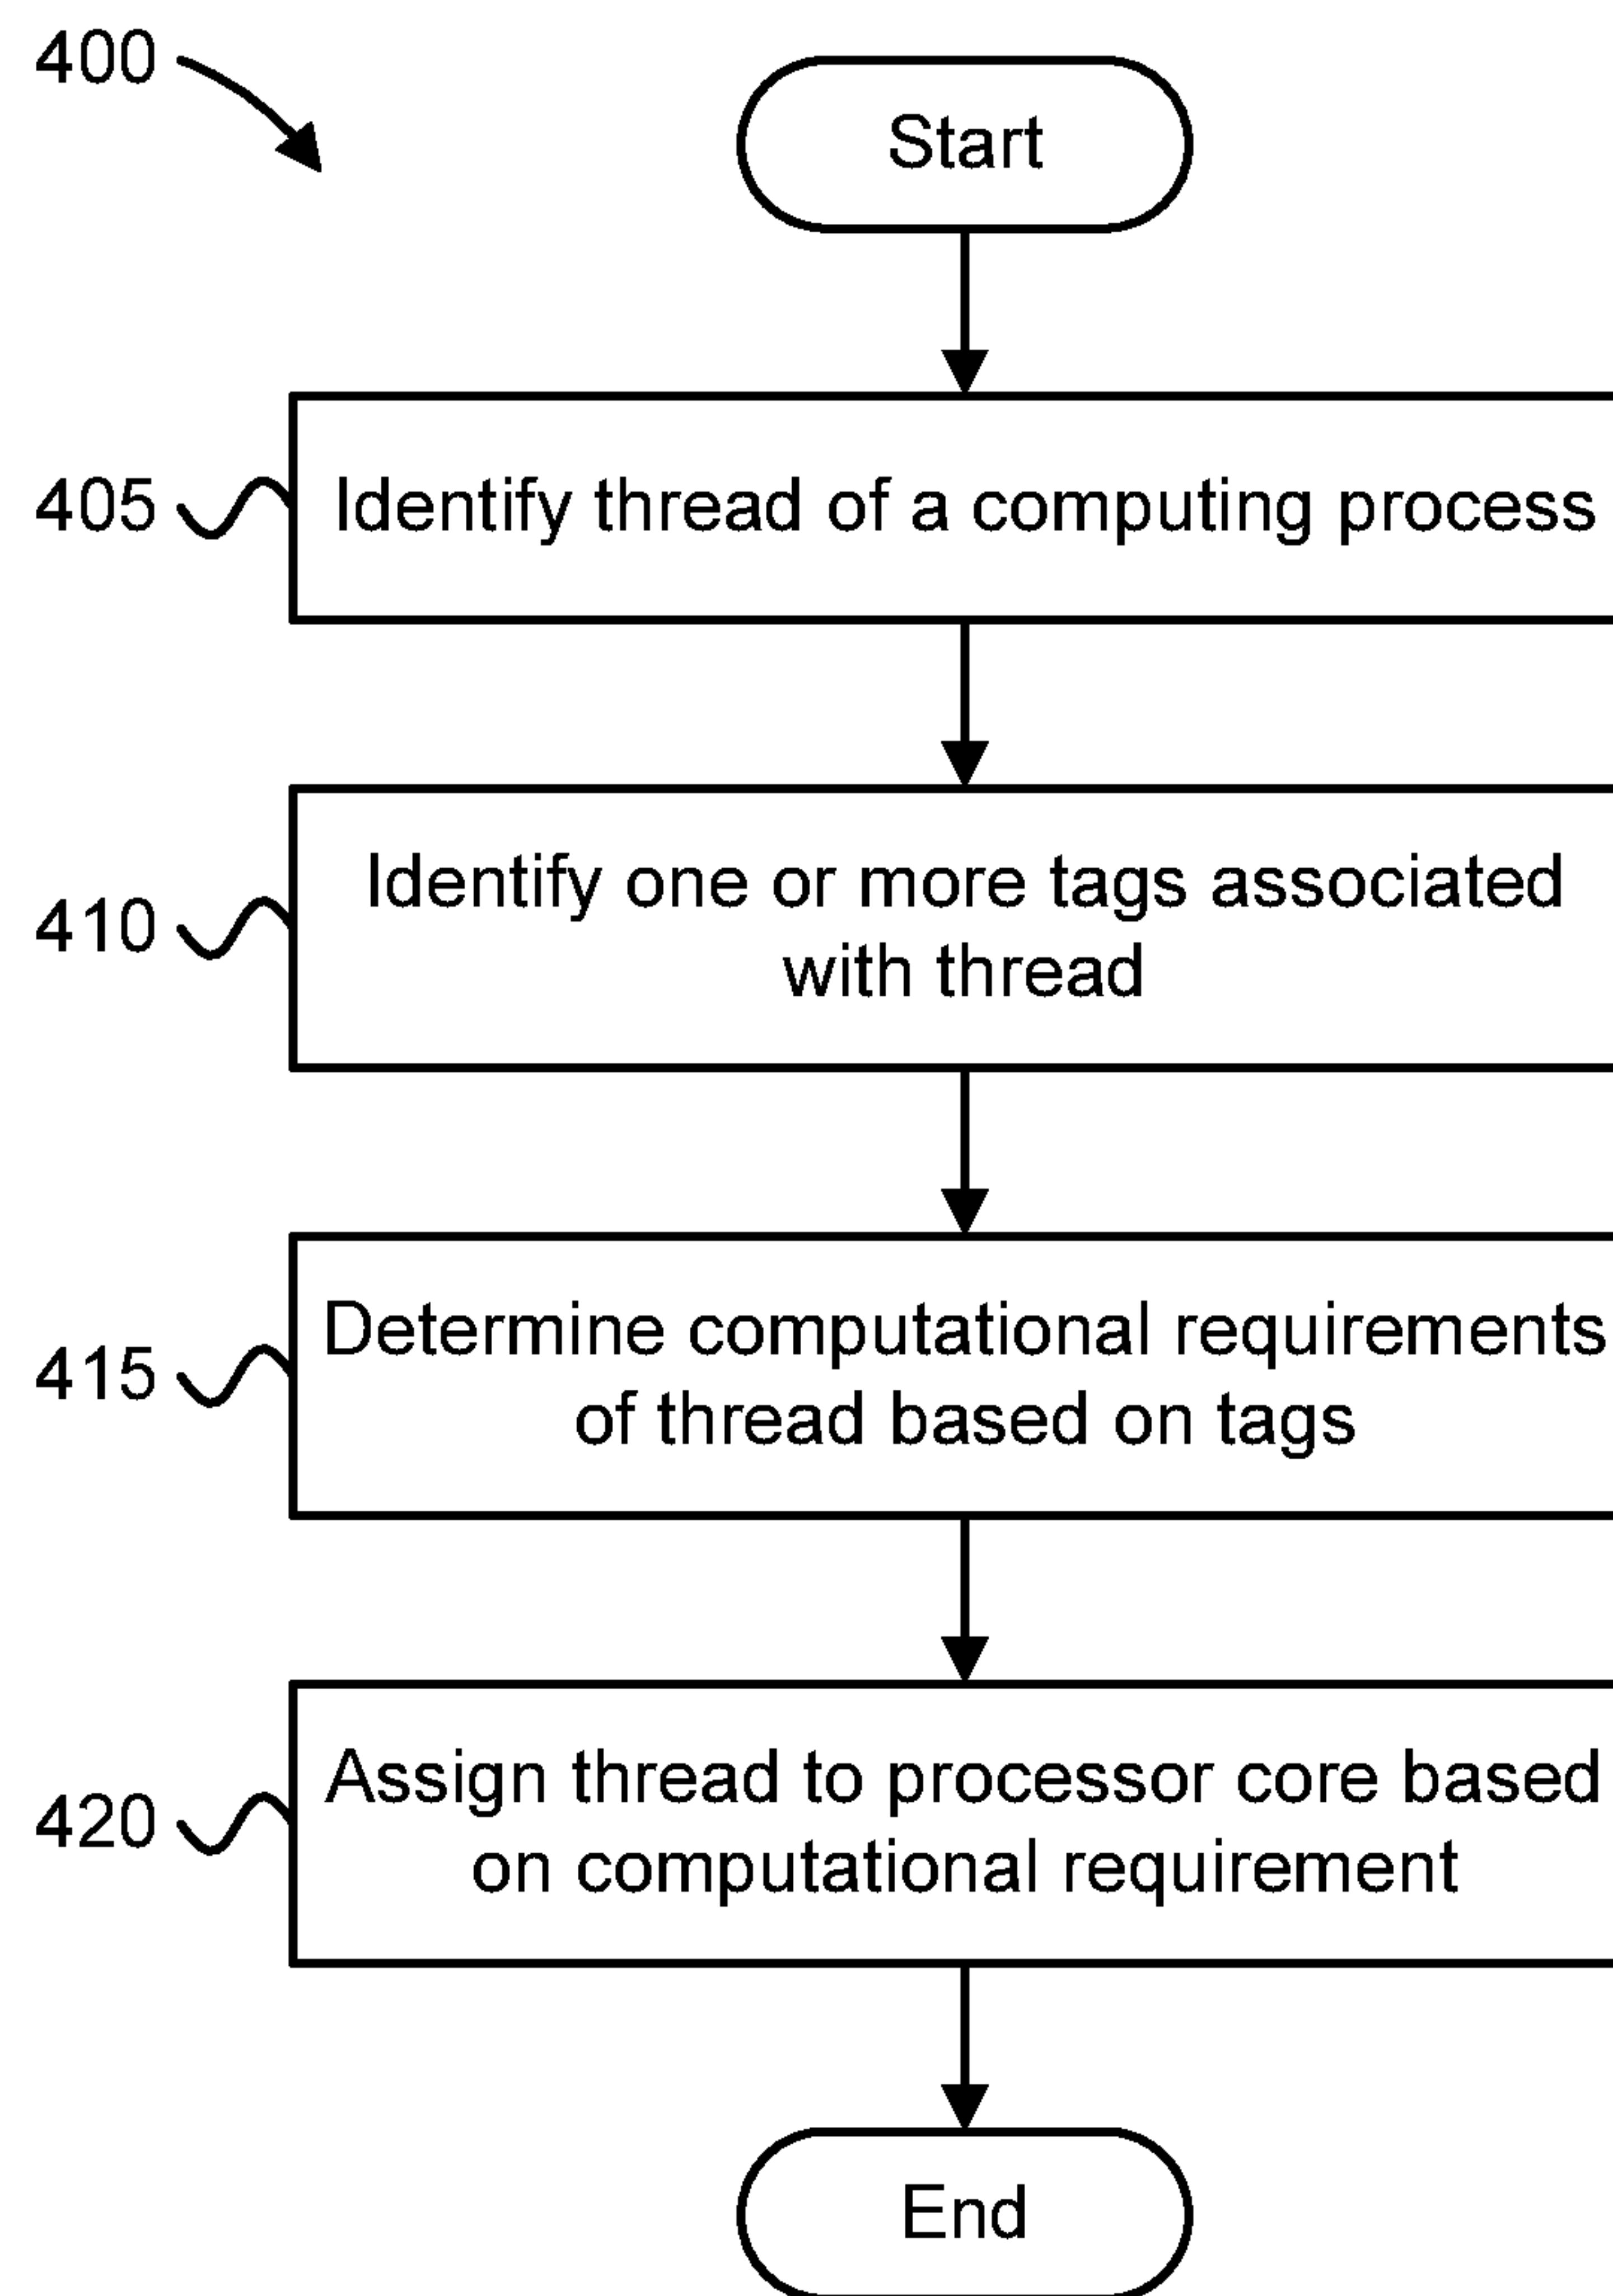 400
Start
405
Identify thread of a computing process
410
Identify one or more tags associated
with thread
415
Determine computational requirements
of thread based on tags
420
Assign thread to processor core based
on computational requirement
End